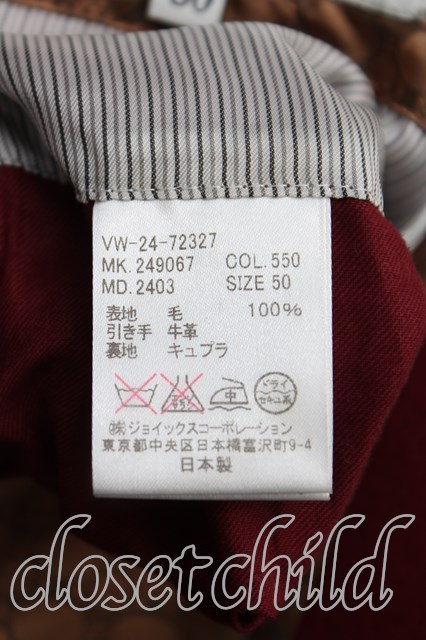 50
VW-24-72327
MK.249067 COL.550
MD.2403 SIZE 50
表地 毛 100%
引き手 牛革
裏地 キュプラ
中 ドライ セキユ系
㈱ジョイックスコーポレーション
東京都中央区日本橋富沢町9-4
日本製
closetchild